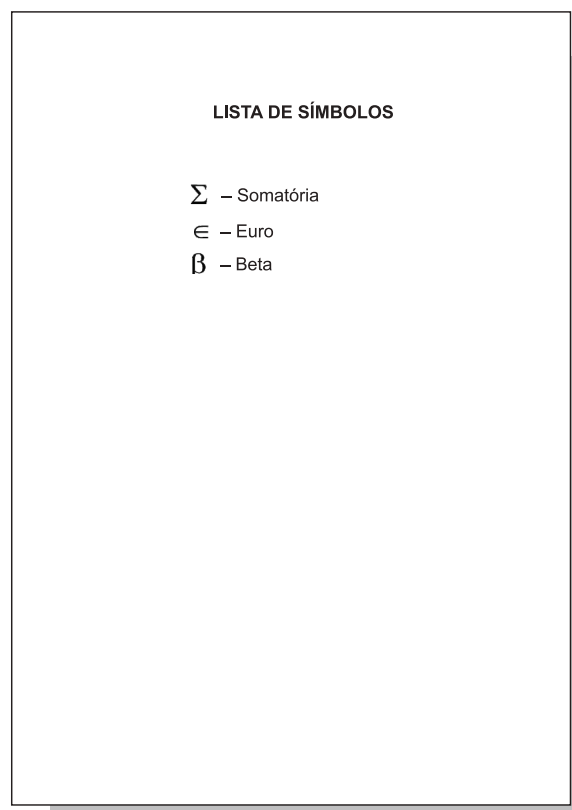 LISTA DE SÍMBOLOS
Σ – Somatória
∈ – Euro
β – Beta